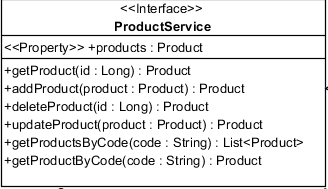 <<Interface>>
ProductService
<<Property>> +products : Product
+getProduct(id : Long) : Product
+addProduct(product : Product) : Product
+deleteProduct(id : Long) : Product
+updateProduct(product : Product) : Product
+getProductsByCode(code : String) : List<Product>
+getProductByCode(code : String) : Product